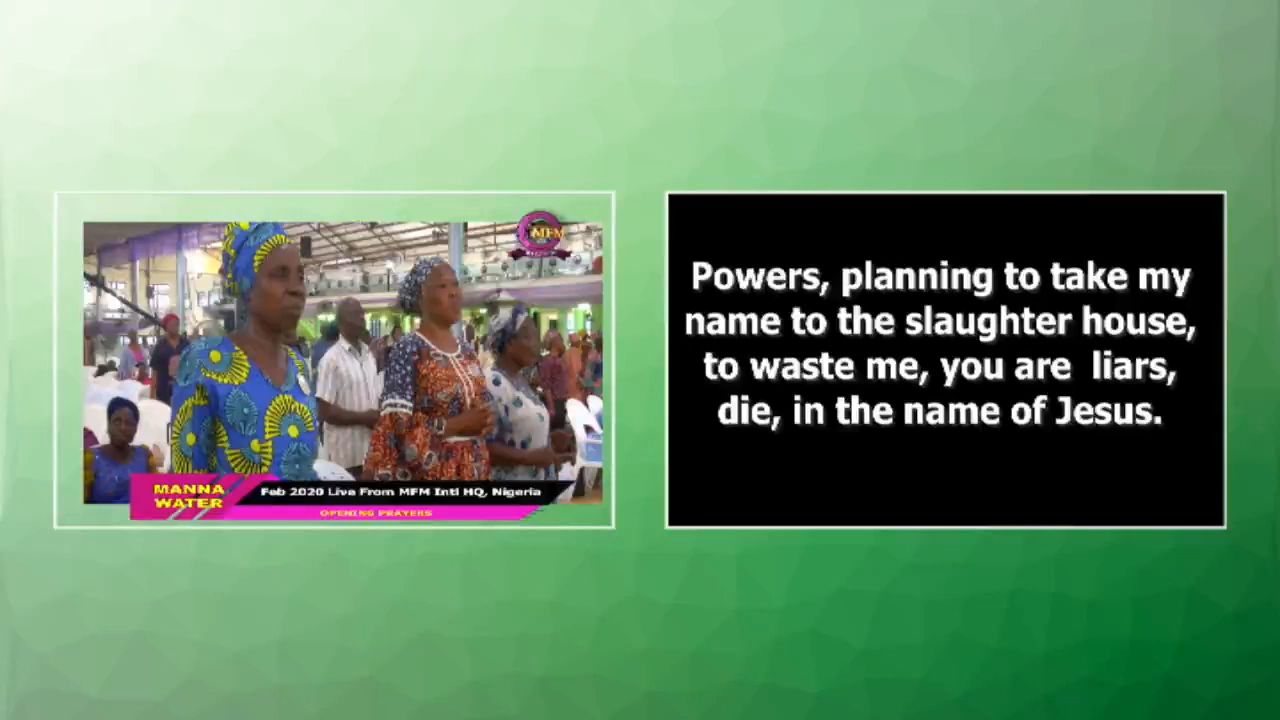 MFM
MANNA
WATER
Feb 2020 Live From MFM Intl HQ, Nigeria
OPENING PRAYERS
Powers, planning to take my
name to the slaughter house,
to waste me, you are  liars,
die, in the name of Jesus.